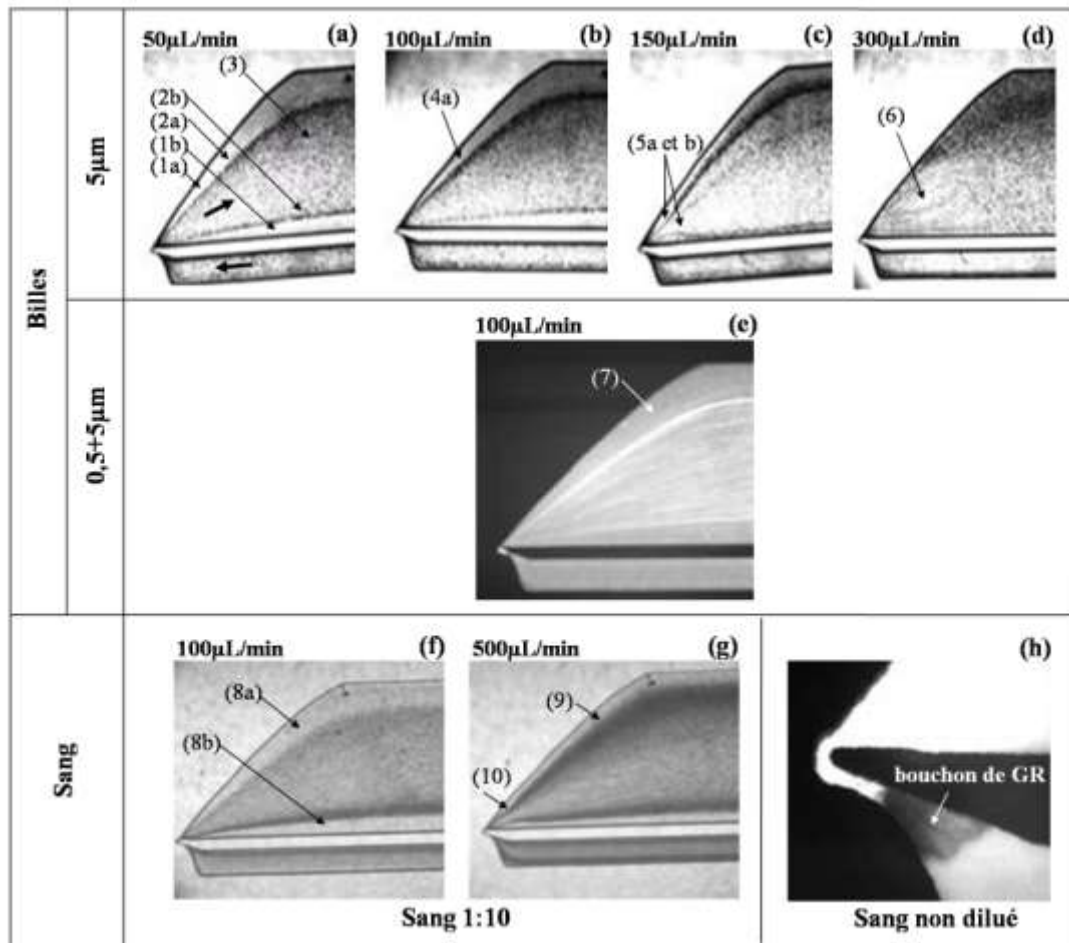 50µL/min (a)
100µL/min (b)
150µL/min (c)
300µL/min (d)
(3)
(2b)
(2a)
(1b)
(1a)
(4a)
(5a et b)
(6)
Billes
5µm
0,5+5µm
100µL/min (e)
(7)
Sang
100µL/min (f)
500µL/min (g)
(h)
(8a)
(8b)
(9)
(10)
bouchon de GR
Sang 1:10
Sang non dilué